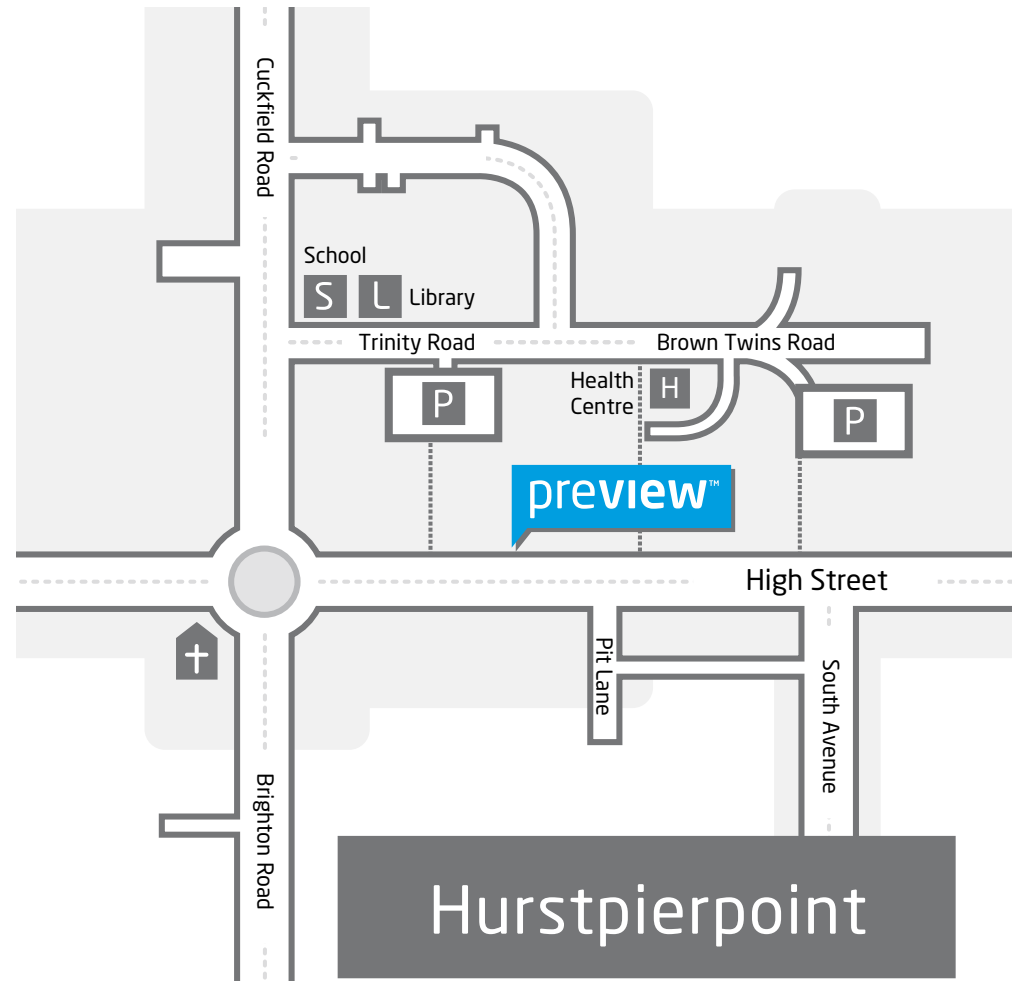 Cuckfield Road
School
S
L
Library
Trinity Road
Brown Twins Road
Health
Centre
H
P
P
preview™
High Street
Pit Lane
South Avenue
Brighton Road
Hurstpierpoint